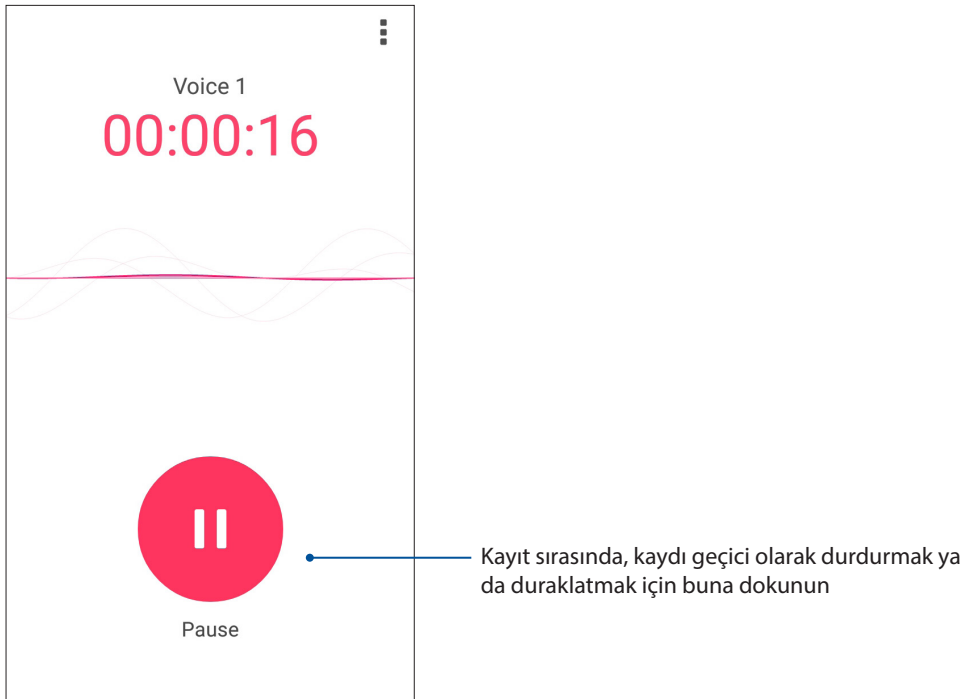 Voice 1
00:00:16
Kayıt sırasında, kaydı geçici olarak durdurmak ya
da duraklatmak için buna dokunun
Pause